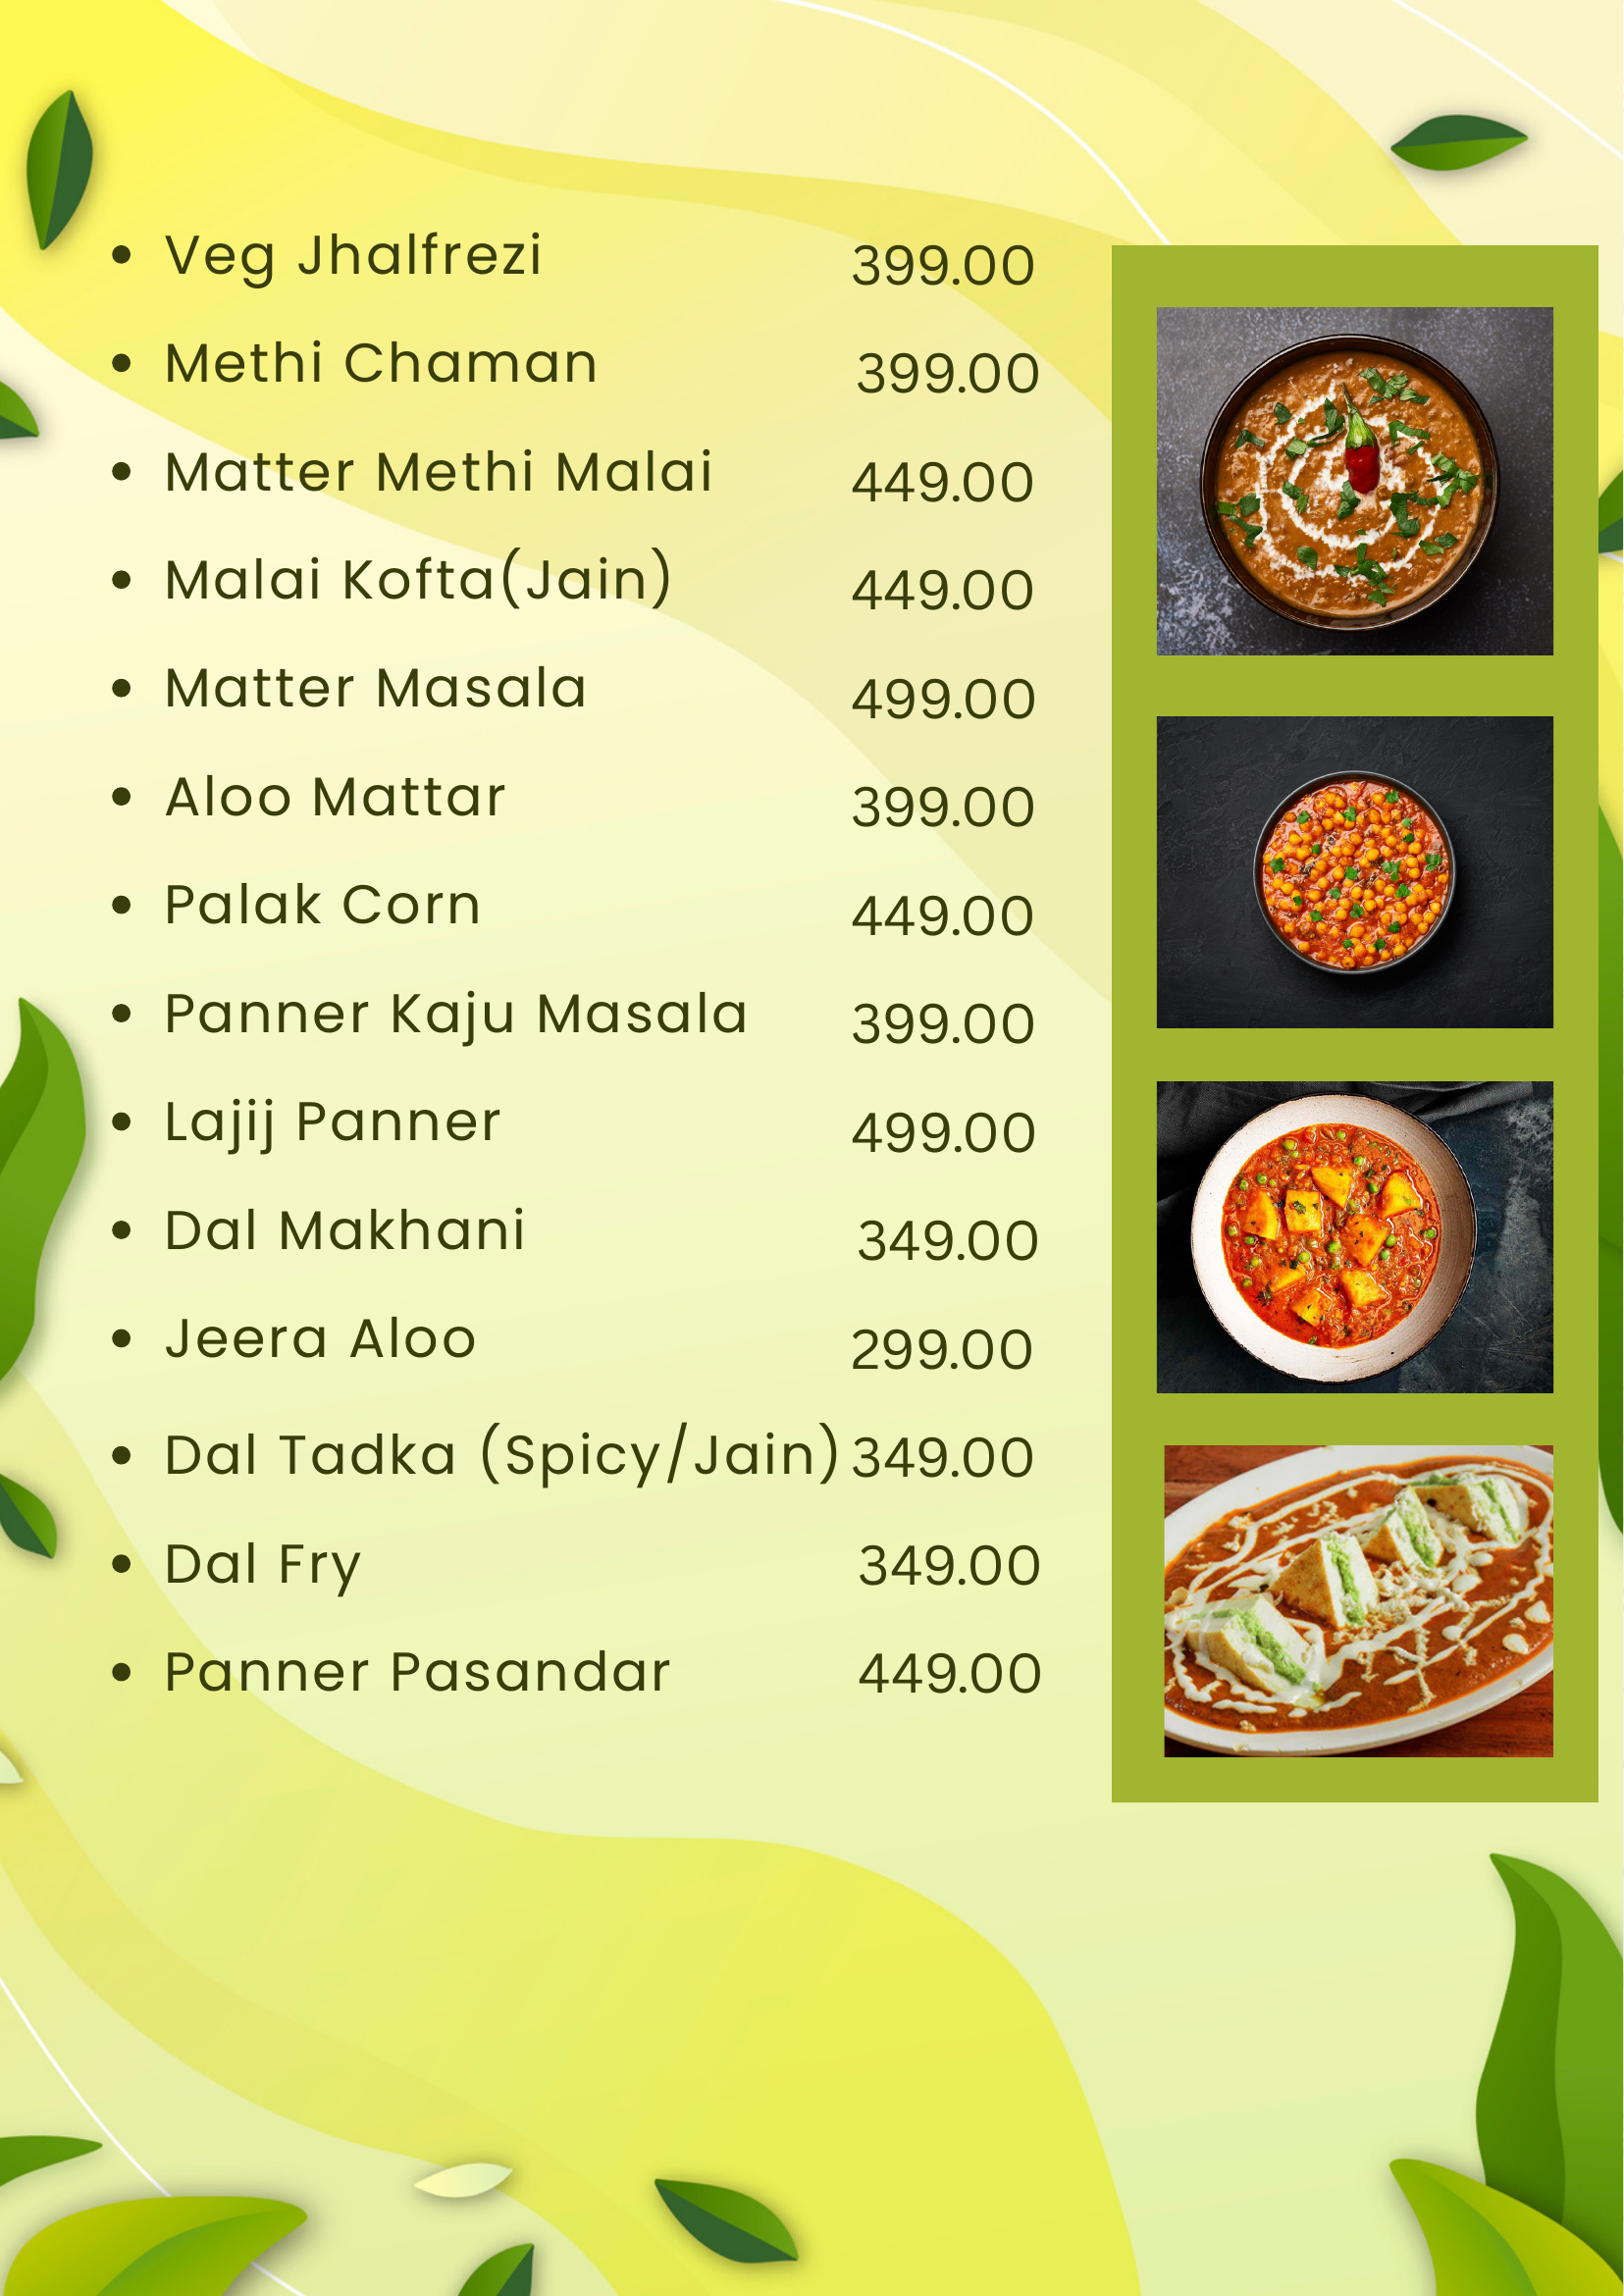 Veg Jhalfrezi 399.00
Methi Chaman 399.00
Matter Methi Malai 449.00
Malai Kofta(Jain) 449.00
Matter Masala 499.00
Aloo Mattar 399.00
Palak Corn 449.00
Panner Kaju Masala 399.00
Lajij Panner 499.00
Dal Makhani 349.00
Jeera Aloo 299.00
Dal Tadka (Spicy/Jain) 349.00
Dal Fry 349.00
Panner Pasandar 449.00